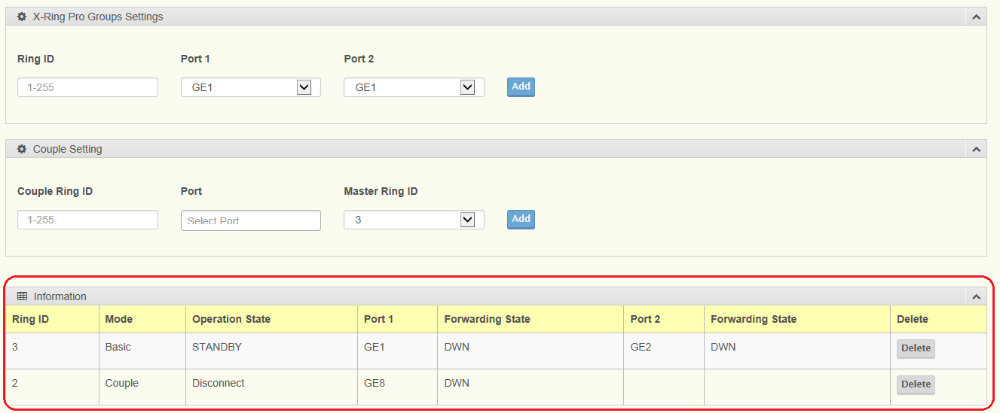 X-Ring Pro Groups Settings
Ring ID Port 1 Port 2
1-255 GE1 GE1 Add
Couple Setting
Couple Ring ID Port Master Ring ID
1-255 Select Port 3 Add
Information
Ring ID Mode Operation State Port 1 Forwarding State Port 2 Forwarding State Delete
3 Basic STANDBY GE1 DWN GE2 DWN Delete
2 Couple Disconnect GE8 DWN Delete